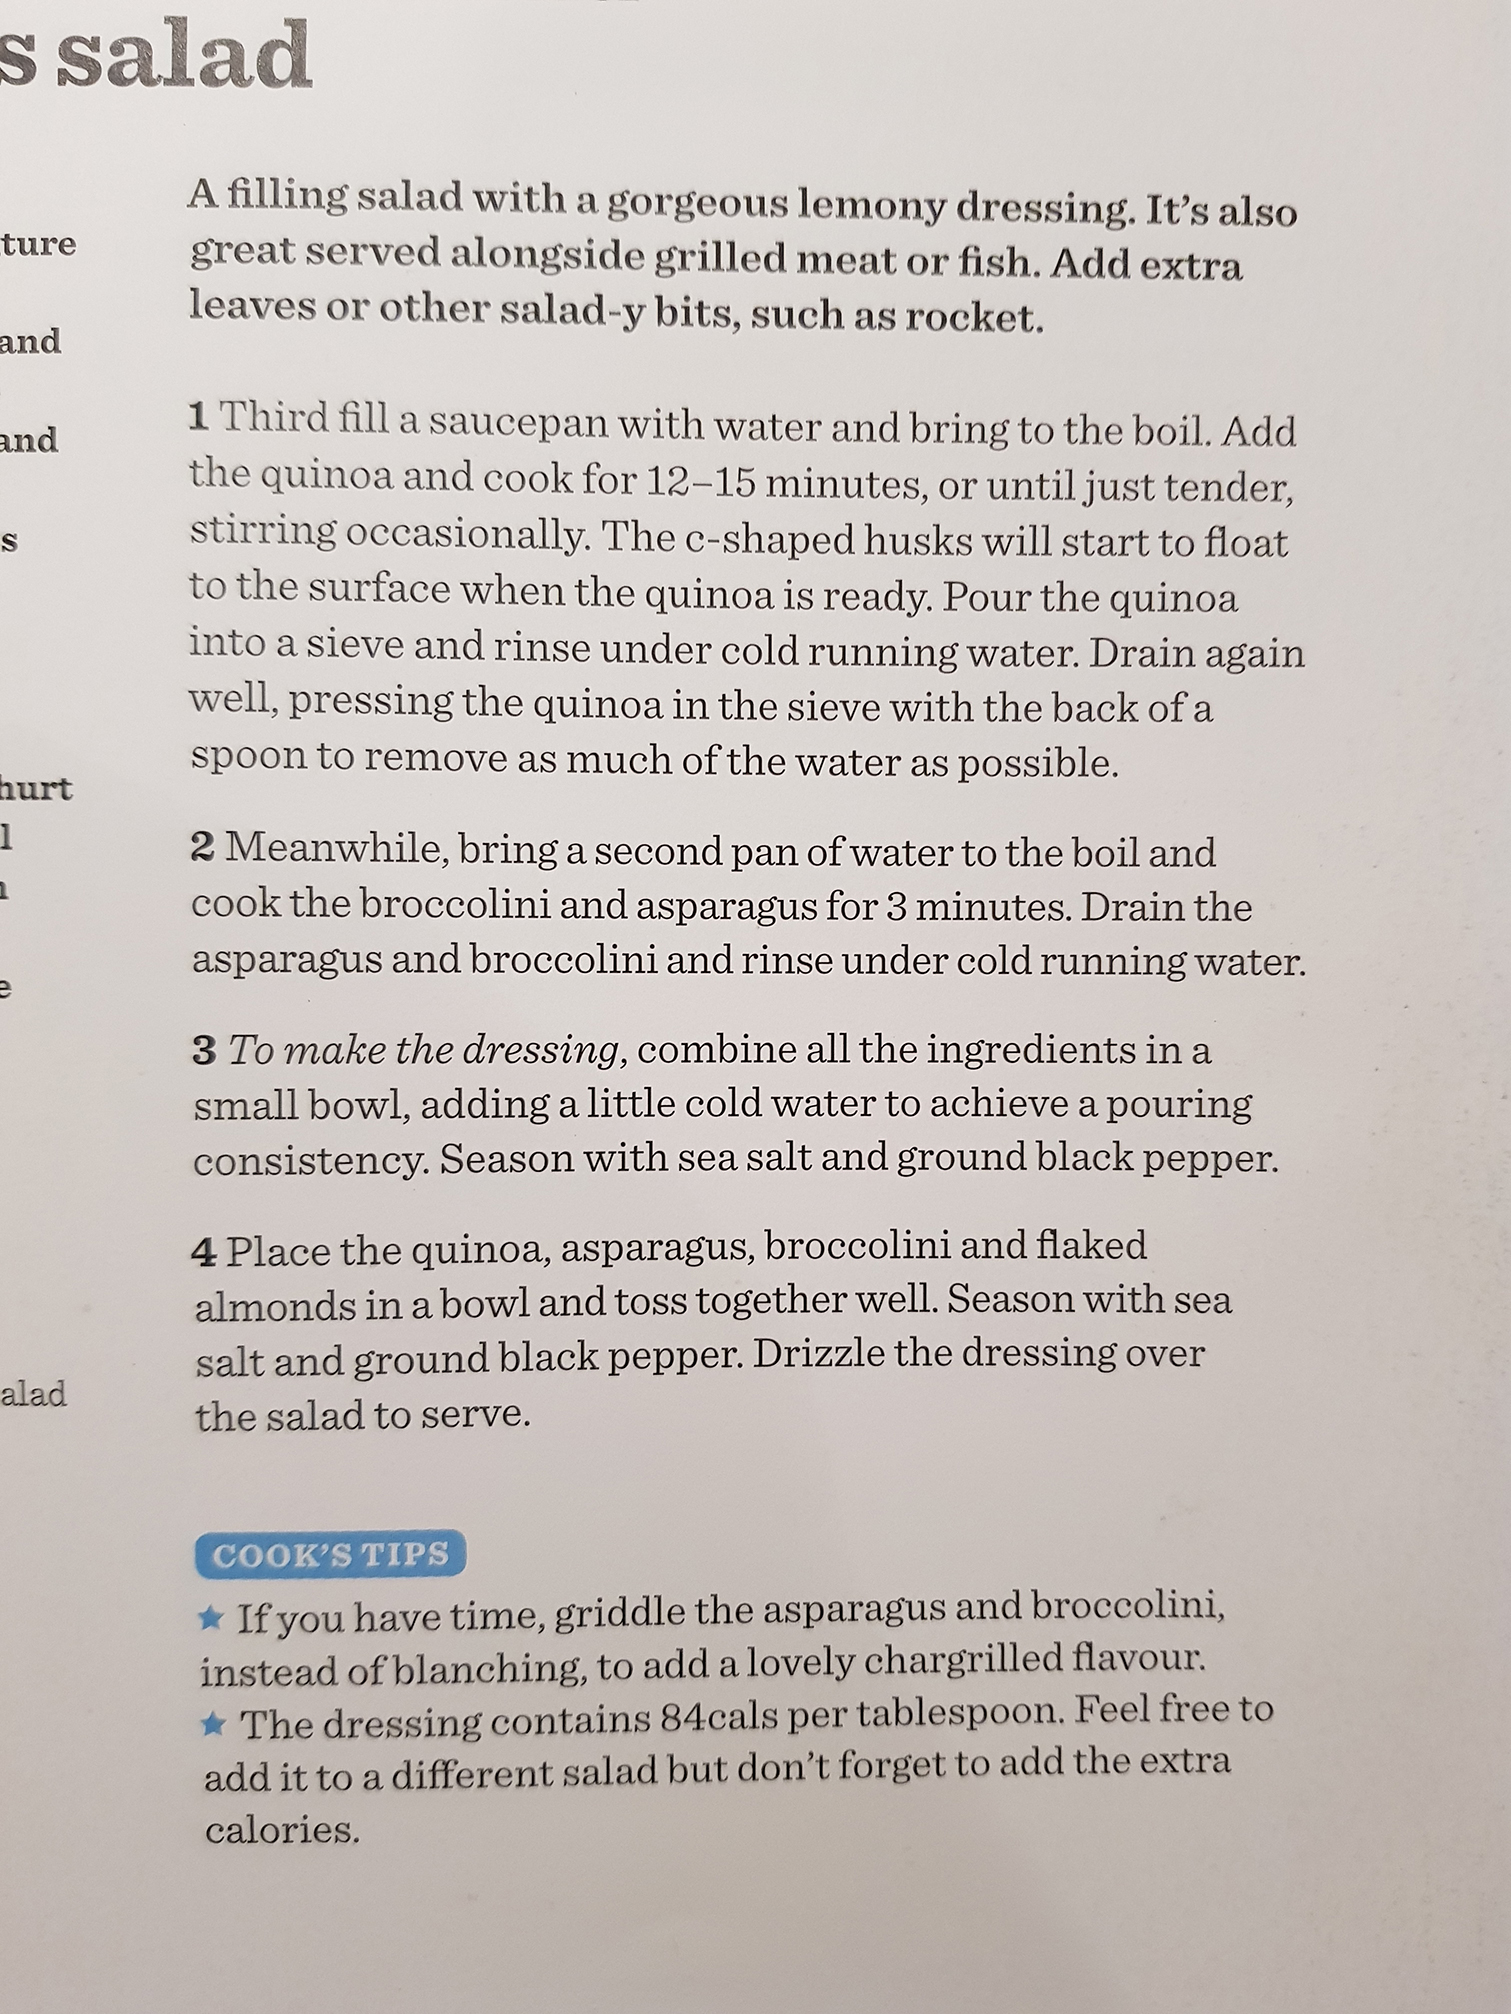 s salad
ture
and
and
s
hurt
l
e
alad
A filling salad with a gorgeous lemony dressing. It's also
great served alongside grilled meat or fish. Add extra
leaves or other salad-y bits, such as rocket.
1 Third fill a saucepan with water and bring to the boil. Add
the quinoa and cook for 12–15 minutes, or until just tender,
stirring occasionally. The c-shaped husks will start to float
to the surface when the quinoa is ready. Pour the quinoa
into a sieve and rinse under cold running water. Drain again
well, pressing the quinoa in the sieve with the back of a
spoon to remove as much of the water as possible.
2 Meanwhile, bring a second pan of water to the boil and
cook the broccolini and asparagus for 3 minutes. Drain the
asparagus and broccolini and rinse under cold running water.
3 To make the dressing, combine all the ingredients in a
small bowl, adding a little cold water to achieve a pouring
consistency. Season with sea salt and ground black pepper.
4 Place the quinoa, asparagus, broccolini and flaked
almonds in a bowl and toss together well. Season with sea
salt and ground black pepper. Drizzle the dressing over
the salad to serve.
COOK'S TIPS
★ If you have time, griddle the asparagus and broccolini,
instead of blanching, to add a lovely chargrilled flavour.
★ The dressing contains 84cals per tablespoon. Feel free to
add it to a different salad but don't forget to add the extra
calories.